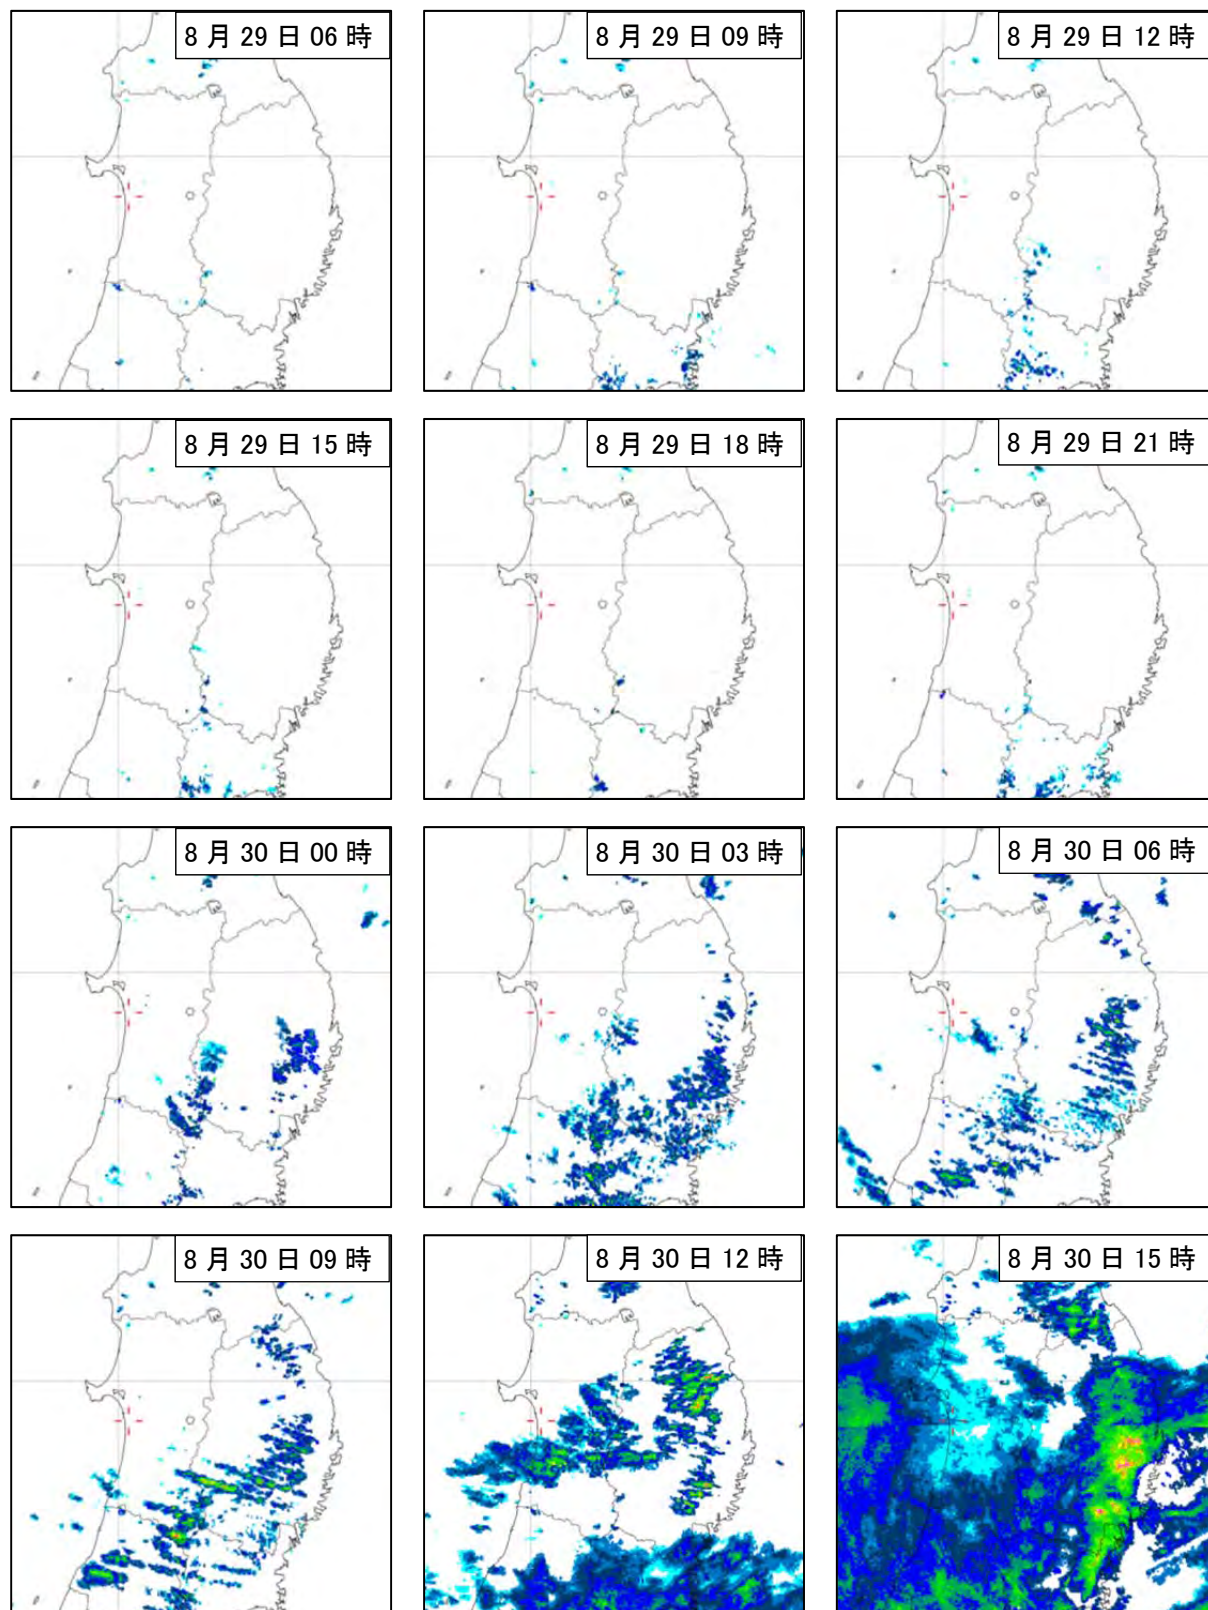 8 月 29 日 06 時
8 月 29 日 09 時
8 月 29 日 12 時
8 月 29 日 15 時
8 月 29 日 18 時
8 月 29 日 21 時
8 月 30 日 00 時
8 月 30 日 03 時
8 月 30 日 06 時
8 月 30 日 09 時
8 月 30 日 12 時
8 月 30 日 15 時